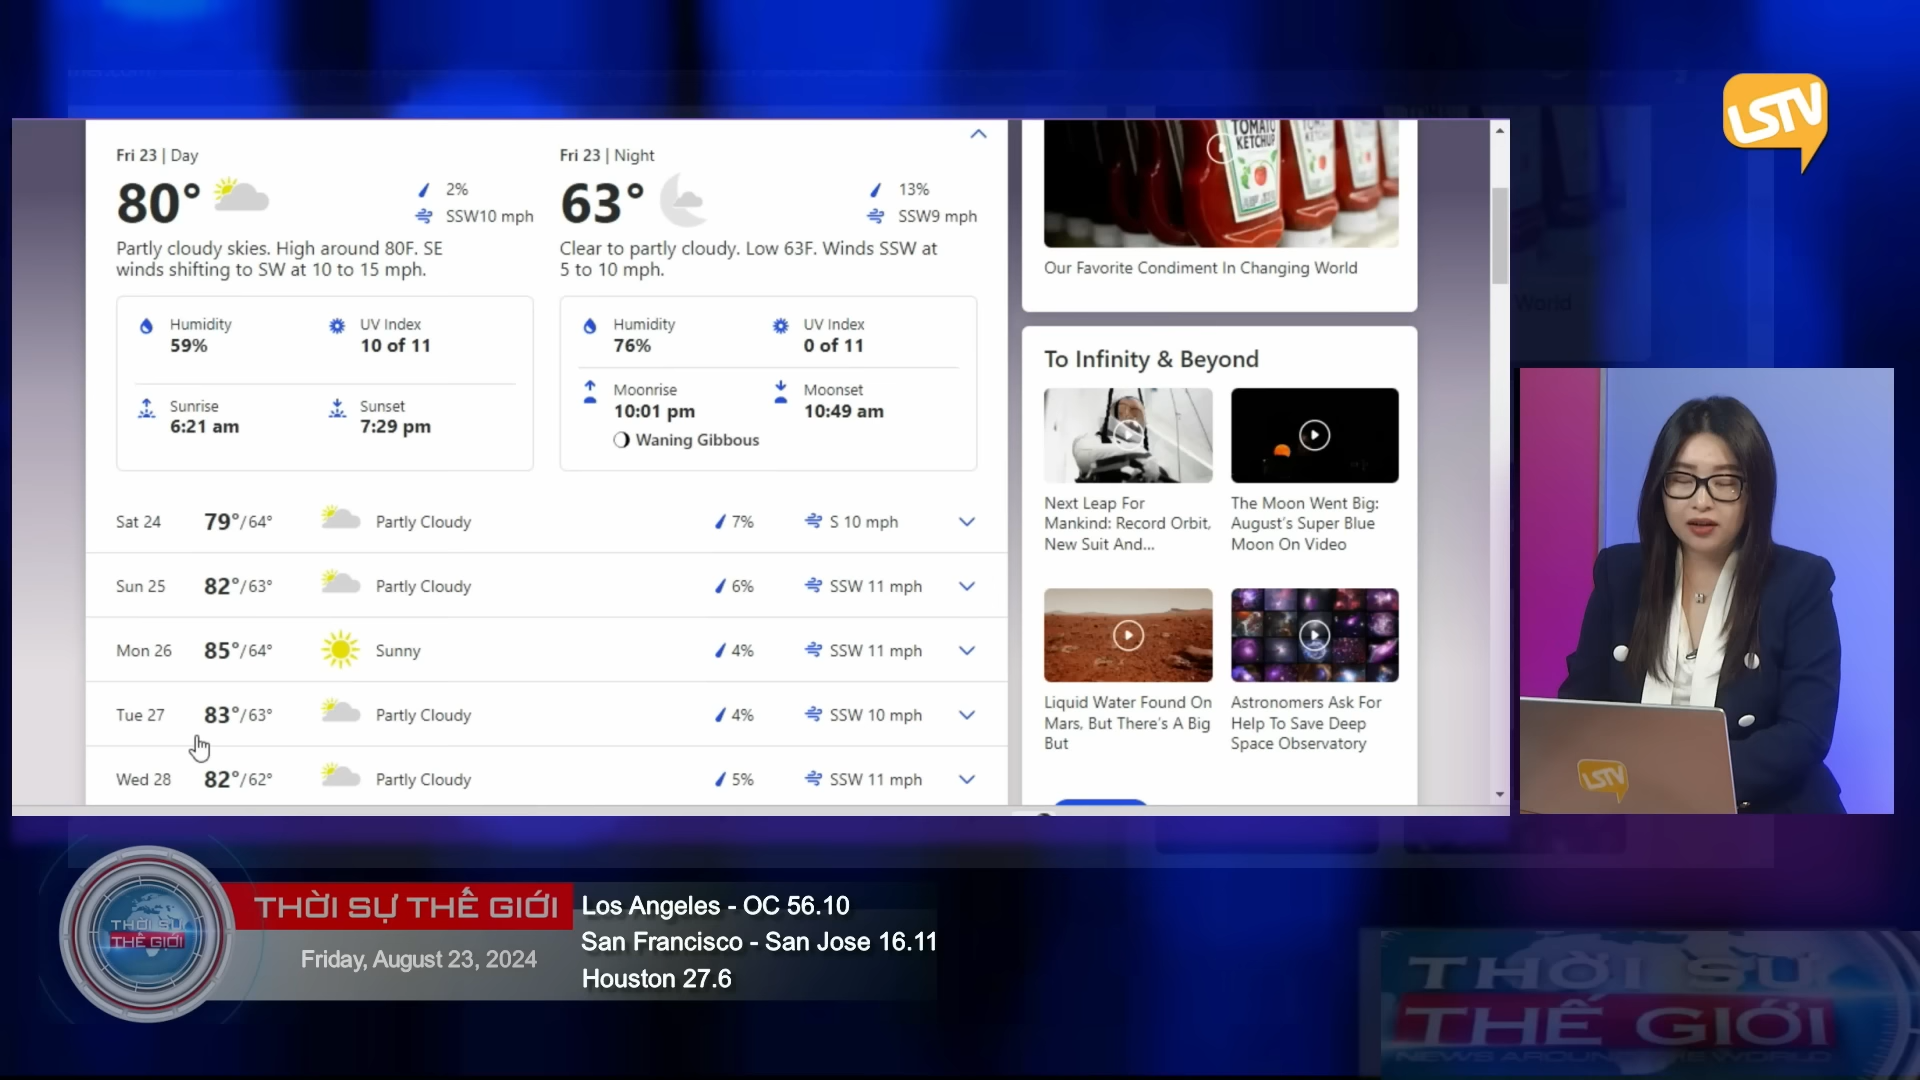 LSTV
Fri 23 | Day
80°
2%
SSW10 mph
Partly cloudy skies. High around 80F. SE
winds shifting to SW at 10 to 15 mph.
Humidity
59%
UV Index
10 of 11
Sunrise
6:21 am
Sunset
7:29 pm
Fri 23 | Night
63°
13%
SSW9 mph
Clear to partly cloudy. Low 63F. Winds SSW at
5 to 10 mph.
Humidity
76%
UV Index
0 of 11
Moonrise
10:01 pm
Waning Gibbous
Moonset
10:49 am
Sat 24 79°/64° Partly Cloudy 7% S 10 mph
Sun 25 82°/63° Partly Cloudy 6% SSW 11 mph
Mon 26 85°/64° Sunny 4% SSW 11 mph
Tue 27 83°/63° Partly Cloudy 4% SSW 10 mph
Wed 28 82°/62° Partly Cloudy 5% SSW 11 mph
TOMATO
KETCHUP
Our Favorite Condiment In Changing World
To Infinity & Beyond
Next Leap For
Mankind: Record Orbit,
New Suit And...
The Moon Went Big:
August's Super Blue
Moon On Video
Liquid Water Found On
Mars, But There's A Big
But
Astronomers Ask For
Help To Save Deep
Space Observatory
World
LSTV
THỜI SỰ
THẾ GIỚI
THỜI SỰ THẾ GIỚI
Friday, August 23, 2024
Los Angeles - OC 56.10
San Francisco - San Jose 16.11
Houston 27.6
THỜI SỰ
THẾ GIỚI
NEWS AROUND THE WORLD